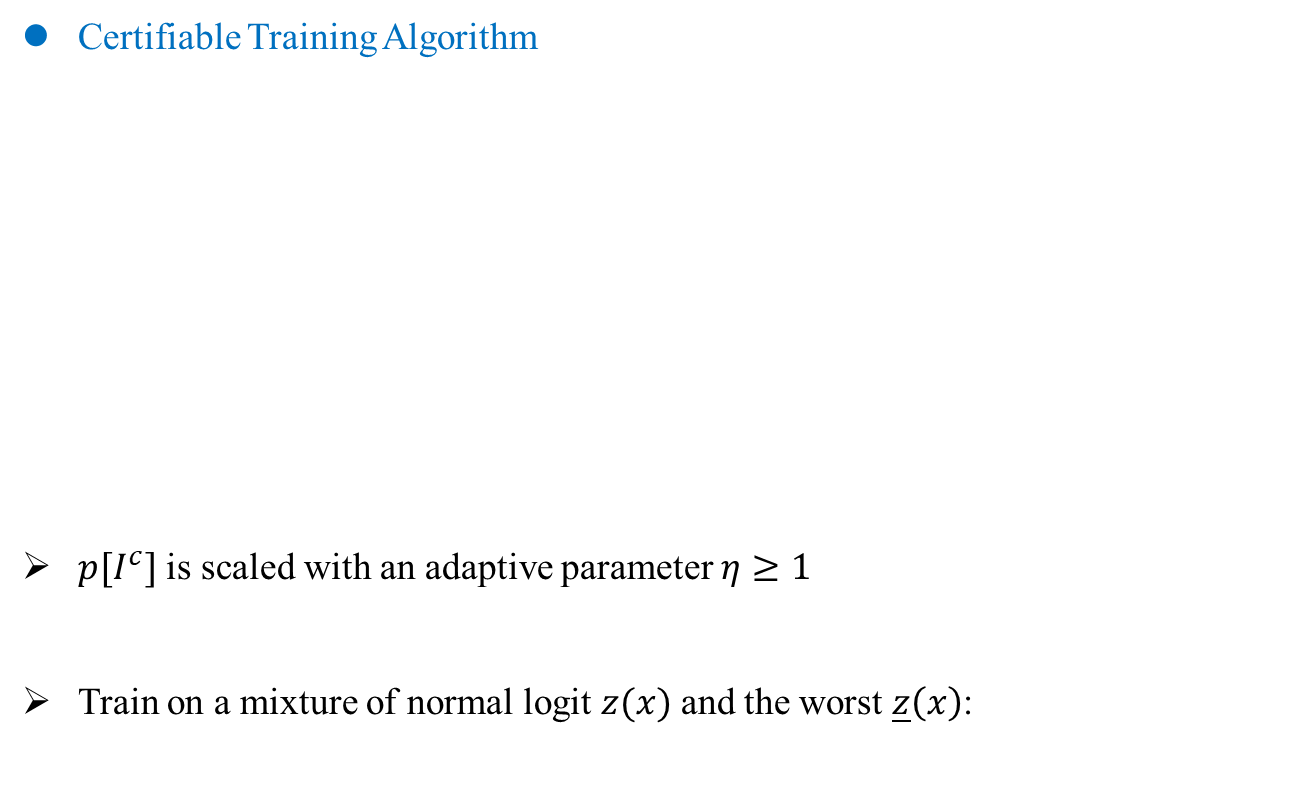 ● Certifiable Training Algorithm
➢ 𝑝[𝐼ᶜ] is scaled with an adaptive parameter 𝜂 ≥ 1
➢ Train on a mixture of normal logit 𝑧(𝑥) and the worst 𝑧̲(𝑥):